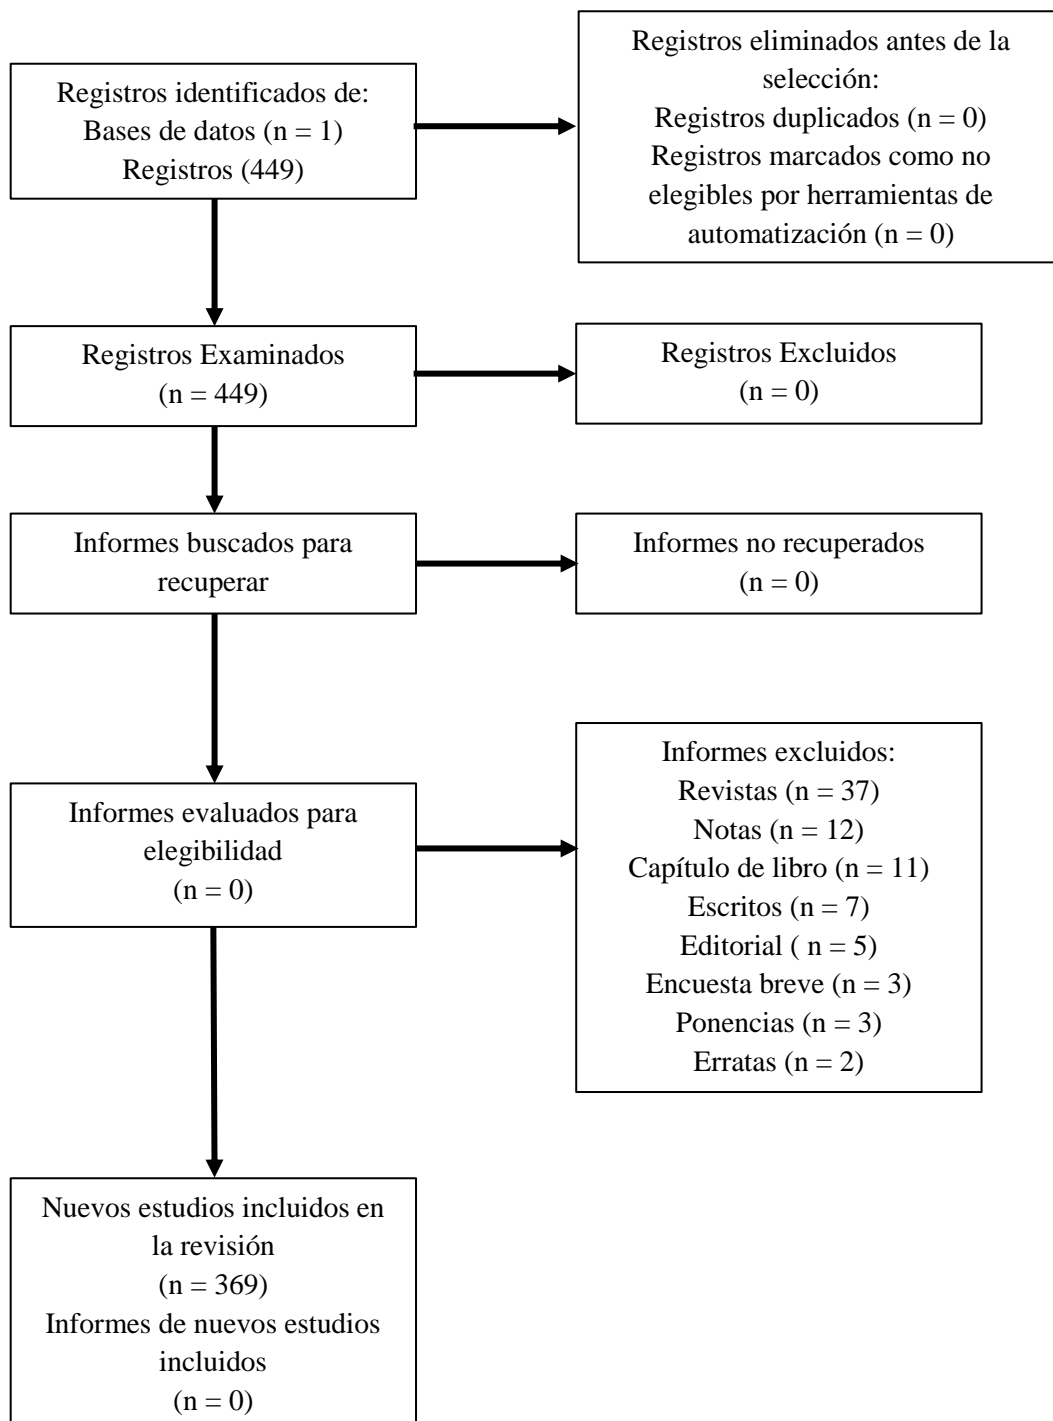 Registros identificados de:
Bases de datos (n = 1)
Registros (449)
Registros eliminados antes de la
selección:
Registros duplicados (n = 0)
Registros marcados como no
elegibles por herramientas de
automatización (n = 0)
Registros Examinados
(n = 449)
Registros Excluidos
(n = 0)
Informes buscados para
recuperar
Informes no recuperados
(n = 0)
Informes evaluados para
elegibilidad
(n = 0)
Informes excluidos:
Revistas (n = 37)
Notas (n = 12)
Capítulo de libro (n = 11)
Escritos (n = 7)
Editorial ( n = 5)
Encuesta breve (n = 3)
Ponencias (n = 3)
Erratas (n = 2)
Nuevos estudios incluidos en
la revisión
(n = 369)
Informes de nuevos estudios
incluidos
(n = 0)